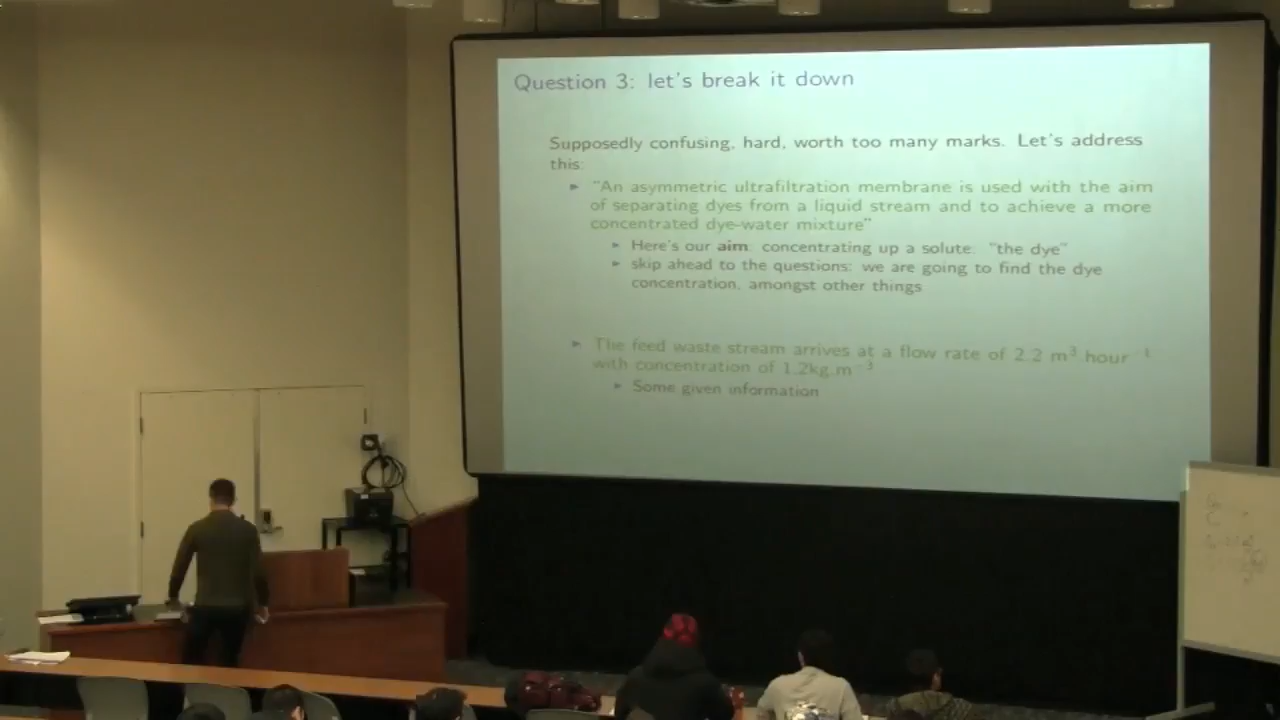 Question 3: let's break it down
Supposedly confusing, hard, worth too many marks. Let's address
this:
"An asymmetric ultrafiltration membrane is used with the aim
of separating dyes from a liquid stream and to achieve a more
concentrated dye-water mixture"
Here's our aim: concentrating up a solute: "the dye"
skip ahead to the questions: we are going to find the dye
concentration, amongst other things
The feed waste stream arrives at a flow rate of 2.2 m³ hour⁻¹
with concentration of 1.2kg.m⁻³
Some given information